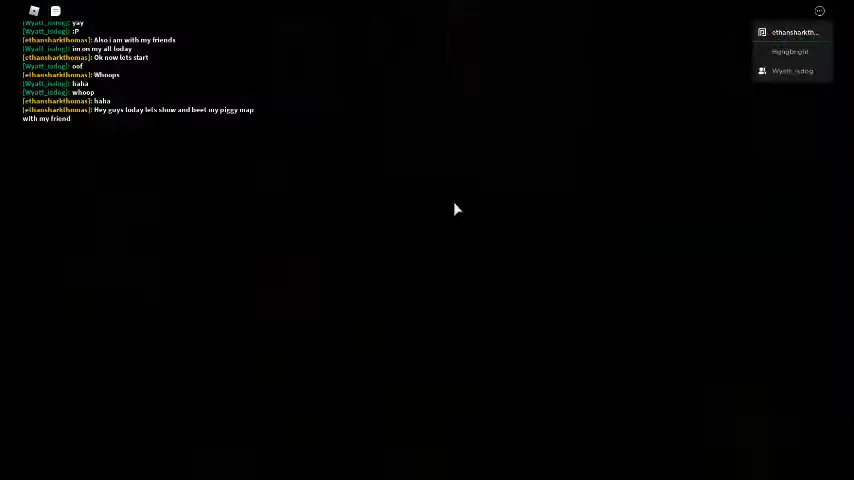 [Wyatt_isdog]: yay
[Wyatt_isdog]: :P
[ethansharkthomas]: Also i am with my friends
[Wyatt_isdog]: im on my alt today
[ethansharkthomas]: Ok now lets start
[Wyatt_isdog]: oof
[ethansharkthomas]: Whoops
[Wyatt_isdog]: haha
[Wyatt_isdog]: whoop
[ethansharkthomas]: haha
[ethansharkthomas]: Hey guys today lets show and beet my piggy map
with my friend
ethansharkth...
Wyatt_isdog